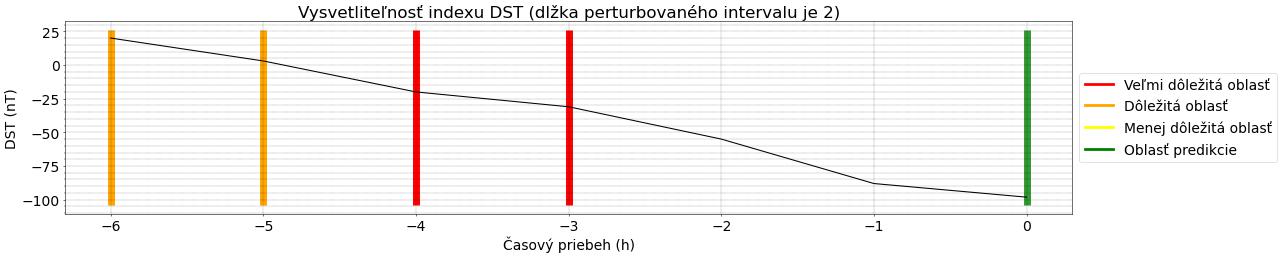 Vysvetliteľnosť indexu DST (dlžka perturbovaného intervalu je 2)
25
0
−25
−50
−75
−100
DST (nT)
−6 −5 −4 −3 −2 −1 0
Časový priebeh (h)
Veľmi dôležitá oblasť
Dôležitá oblasť
Menej dôležitá oblasť
Oblasť predikcie